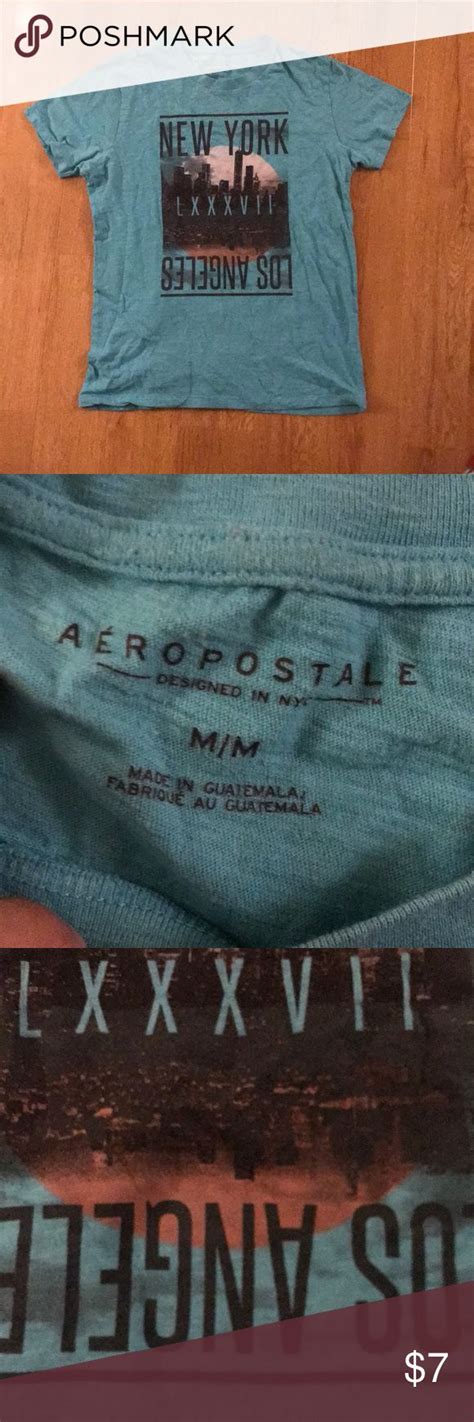 POSHMARK
NEW YORK
LXXXVII
LOS ANGELES
AÉROPOSTALE
DESIGNED IN NY™
M/M
MADE IN GUATEMALA/
FABRIQUÉ AU GUATEMALA
LXXXVII
LOS ANGELE
$7